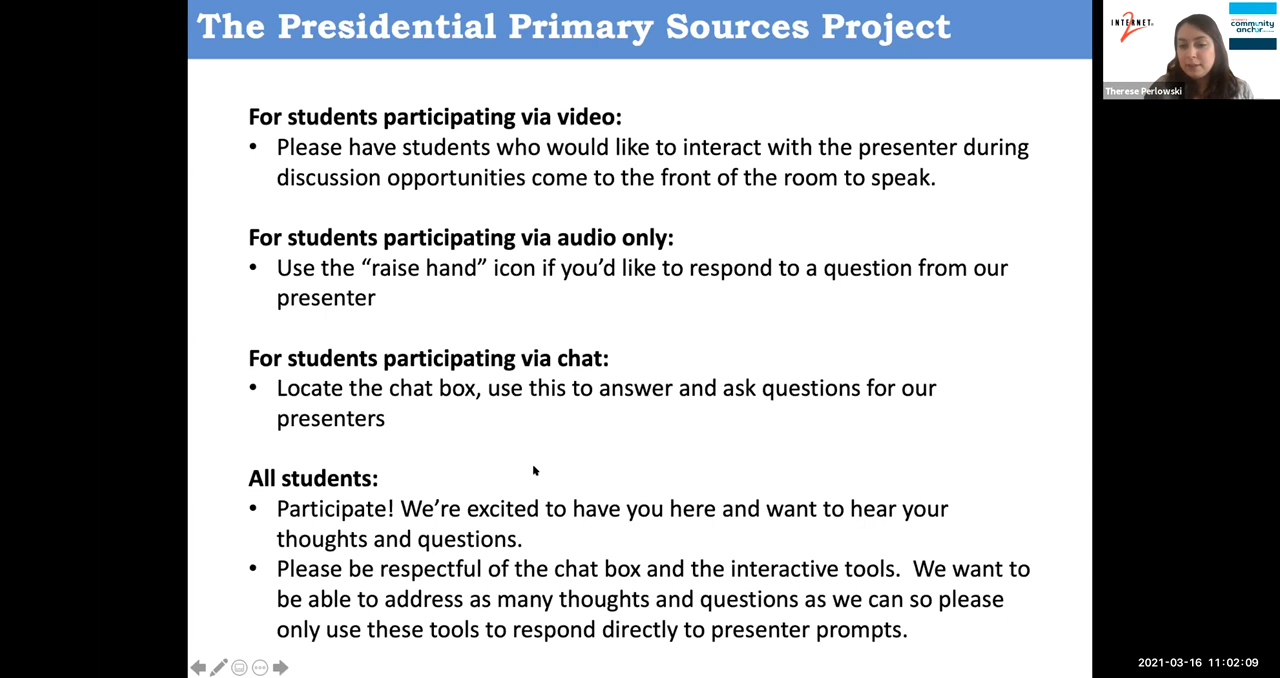 The Presidential Primary Sources Project
For students participating via video:
• Please have students who would like to interact with the presenter during
discussion opportunities come to the front of the room to speak.
For students participating via audio only:
• Use the “raise hand” icon if you’d like to respond to a question from our
presenter
For students participating via chat:
• Locate the chat box, use this to answer and ask questions for our
presenters
All students:
• Participate! We’re excited to have you here and want to hear your
thoughts and questions.
• Please be respectful of the chat box and the interactive tools.  We want to
be able to address as many thoughts and questions as we can so please
only use these tools to respond directly to presenter prompts.
INTERNET
2
community
anchor
Therese Perlowski
2021-03-16 11:02:09